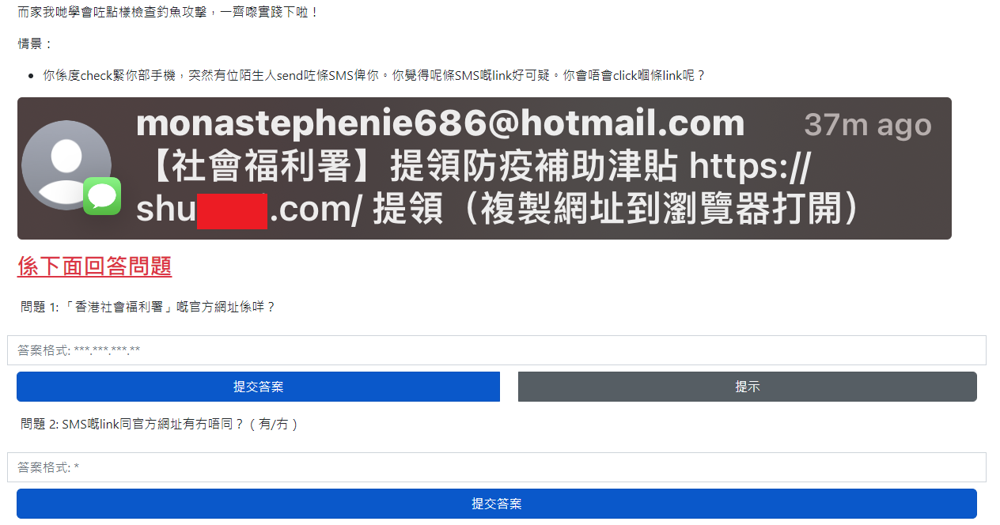 而家我哋學會咗點樣檢查釣魚攻擊，一齊嚟實踐下啦！
情景：
你係度check緊你部手機，突然有位陌生人send咗條SMS俾你。你覺得呢條SMS嘅link好可疑。你會唔會click嗰條link呢？
monastephenie686@hotmail.com 37m ago
【社會福利署】提領防疫補助津貼 https://
shu.com/ 提領（複製網址到瀏覽器打開）
係下面回答問題
問題 1:「香港社會福利署」嘅官方網址係咩？
答案格式: ***.***.***.**
提交答案 提示
問題 2: SMS嘅link同官方網址有冇唔同？（有/冇）
答案格式: *
提交答案